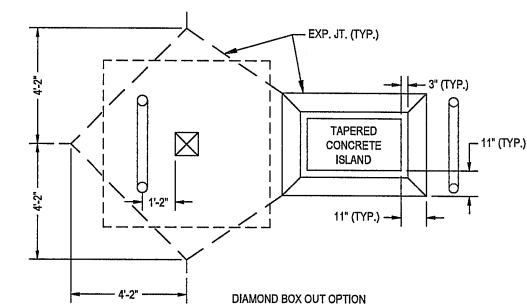 EXP. JT. (TYP.)
4'-2"
3" (TYP.)
TAPERED
CONCRETE
ISLAND
11" (TYP.)
1'-2"
4'-2"
11" (TYP.)
4'-2"
DIAMOND BOX OUT OPTION